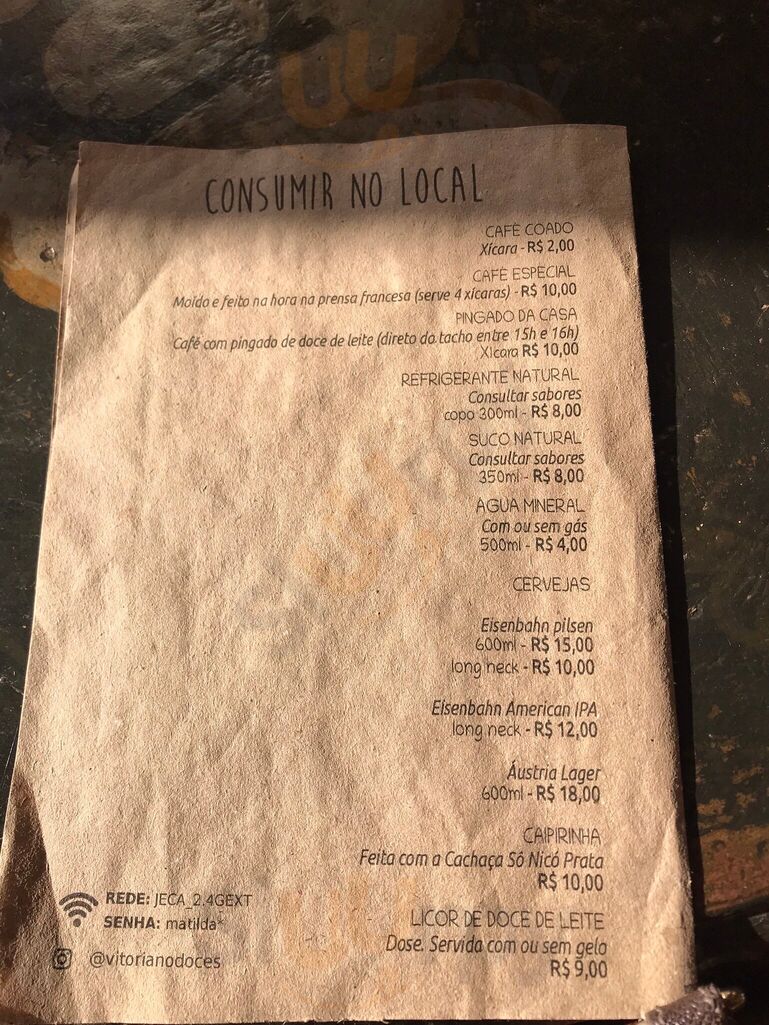 CONSUMIR NO LOCAL
CAFÉ COADO
Xícara - R$ 2,00
CAFÉ ESPECIAL
Moído e feito na hora na prensa francesa (serve 4 xícaras) - R$ 10,00
PINGADO DA CASA
Café com pingado de doce de leite (direto do tacho entre 15h e 16h)
Xícara R$ 10,00
REFRIGERANTE NATURAL
Consultar sabores
copo 300ml - R$ 8,00
SUCO NATURAL
Consultar sabores
350ml - R$ 8,00
ÁGUA MINERAL
Com ou sem gás
500ml - R$ 4,00
CERVEJAS
Eisenbahn pilsen
600ml - R$ 15,00
long neck - R$ 10,00
Eisenbahn American IPA
long neck - R$ 12,00
Áustria Lager
600ml - R$ 18,00
CAIPIRINHA
Feita com a Cachaça Sô Nicó Prata
R$ 10,00
LICOR DE DOCE DE LEITE
Dose. Servida com ou sem gelo
R$ 9,00
REDE: JECA_2.4GEXT
SENHA: matilda*
@vitorianodoces